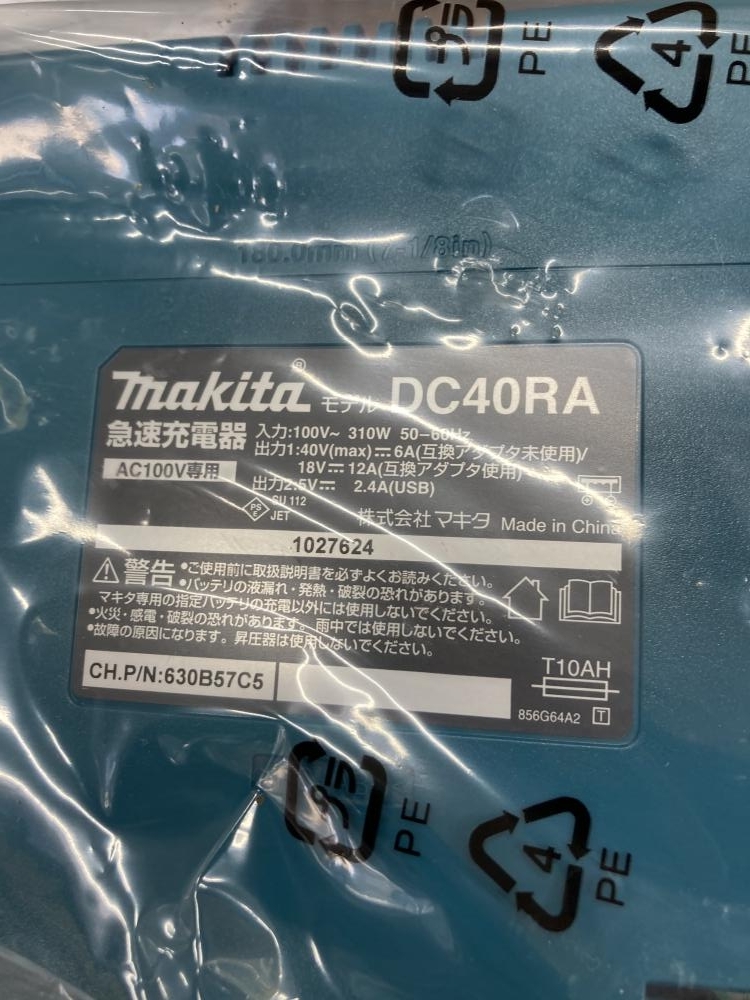 プラ
PE
4
PE
180.0mm (7-1/8in)
makita® モデル DC40RA
急速充電器 入力:100V~ 310W 50-60Hz
出力1:40V(max)⎓6A(互換アダプタ未使用)/
AC100V専用 18V⎓12A(互換アダプタ使用)
出力2:5V⎓ 2.4A(USB)
PS E SU 112
JET 株式会社マキタ Made in China
1027624
⚠警告 •ご使用前に取扱説明書を必ずよくお読みください。
•バッテリの液漏れ・発熱・破裂の恐れがあります。
マキタ専用の指定バッテリの充電以外には使用しないでください。
•火災・感電・破裂の恐れがあります。雨中では使用しないでください。
•故障の原因になります。昇圧器は使用しないでください。
CH.P/N:630B57C5
T10AH
856G64A2 T
プラ
PE
4
PE